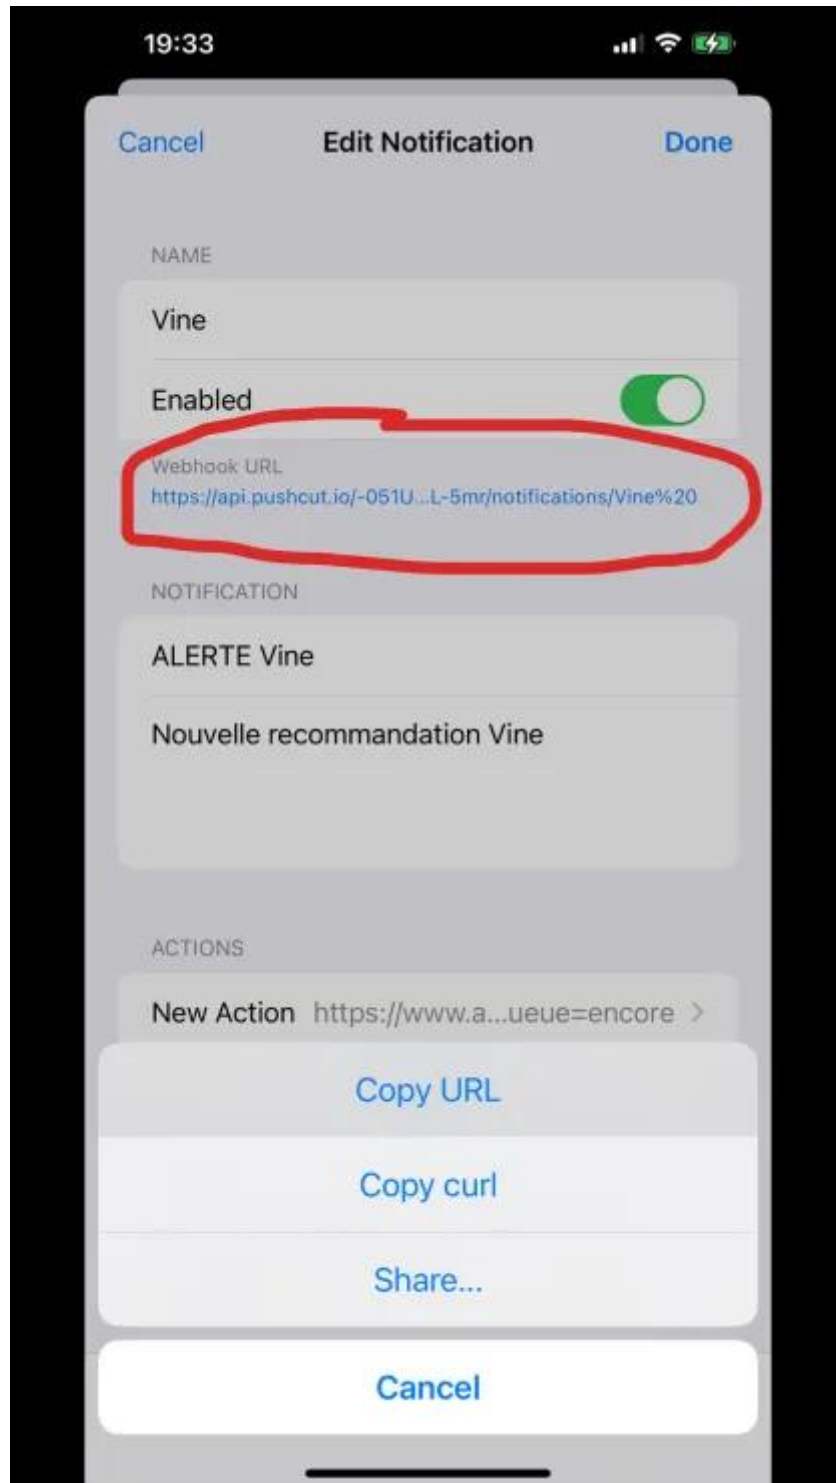 19:33
Cancel Edit Notification Done
NAME
Vine
Enabled
Webhook URL
https://api.pushcut.io/-051U...L-5mr/notifications/Vine%20
NOTIFICATION
ALERTE Vine
Nouvelle recommandation Vine
ACTIONS
New Action https://www.a...ueue=encore >
Copy URL
Copy curl
Share...
Cancel